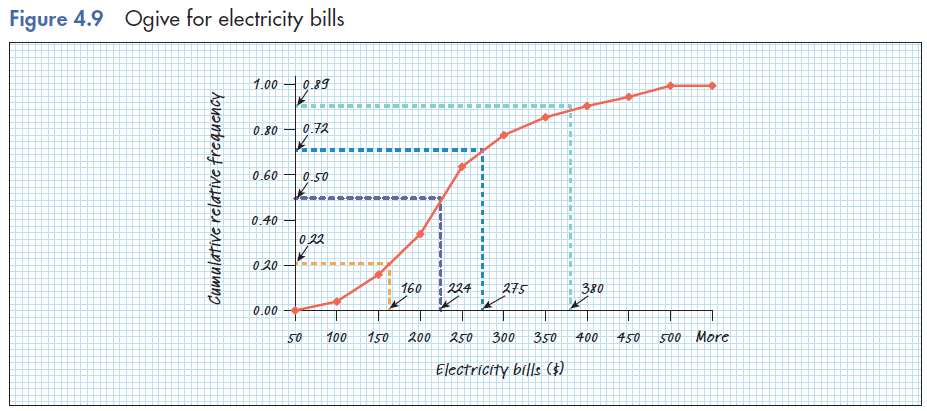 Figure 4.9 Ogive for electricity bills
Cumulative relative frequency
1.00
0.89
0.80
0.72
0.60
0.50
0.40
0.22
0.20
0.00
160 224 275 380
50 100 150 200 250 300 350 400 450 500 More
Electricity bills ($)